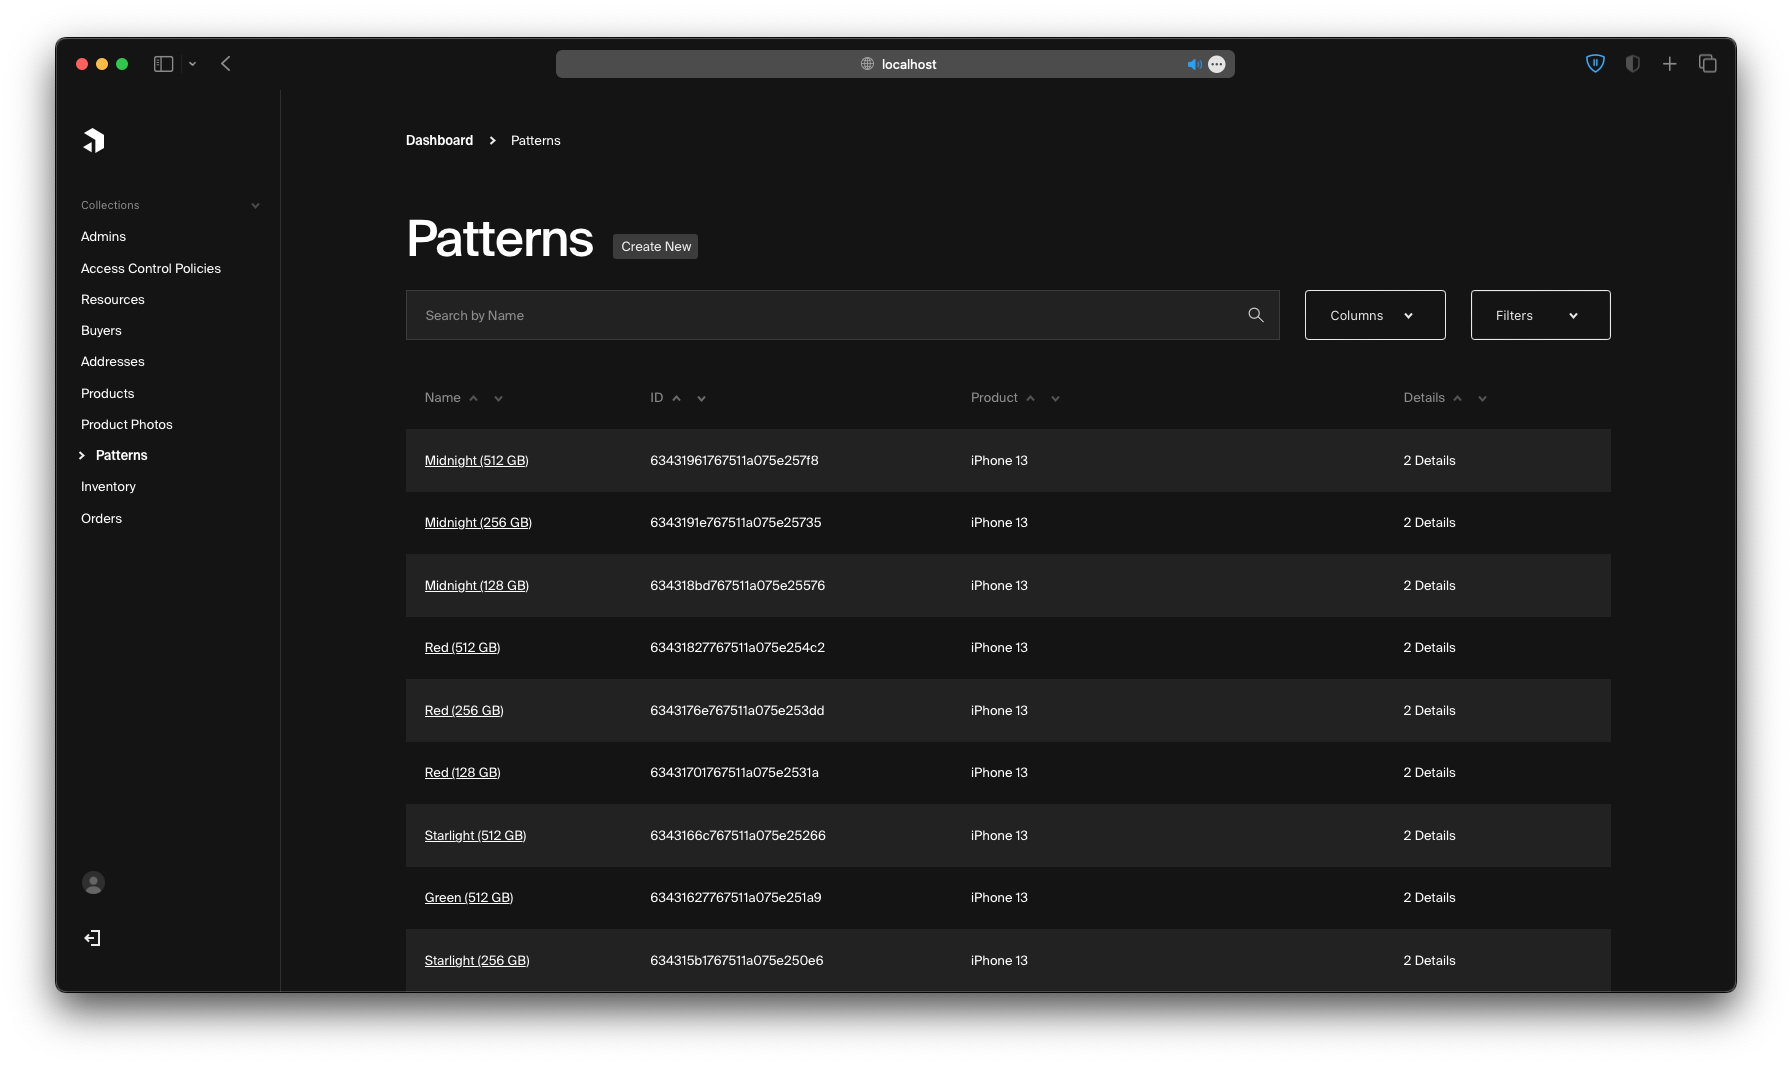 localhost
Dashboard > Patterns
Collections
Admins
Access Control Policies
Resources
Buyers
Addresses
Products
Product Photos
Patterns
Inventory
Orders
Patterns Create New
Search by Name Columns Filters
Name ID Product Details
Midnight (512 GB) 63431961767511a075e257f8 iPhone 13 2 Details
Midnight (256 GB) 6343191e767511a075e25735 iPhone 13 2 Details
Midnight (128 GB) 634318bd767511a075e25576 iPhone 13 2 Details
Red (512 GB) 63431827767511a075e254c2 iPhone 13 2 Details
Red (256 GB) 6343176e767511a075e253dd iPhone 13 2 Details
Red (128 GB) 63431701767511a075e2531a iPhone 13 2 Details
Starlight (512 GB) 6343166c767511a075e25266 iPhone 13 2 Details
Green (512 GB) 63431627767511a075e251a9 iPhone 13 2 Details
Starlight (256 GB) 634315b1767511a075e250e6 iPhone 13 2 Details